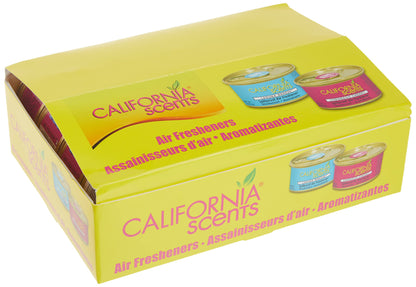 CALIFORNIA
SCENTS
Air Fresheners
Assainisseurs d'air • Aromatizantes
CALIFORNIA®
SCENTS
Air Fresheners • Assainisseurs d'air • Aromatizantes